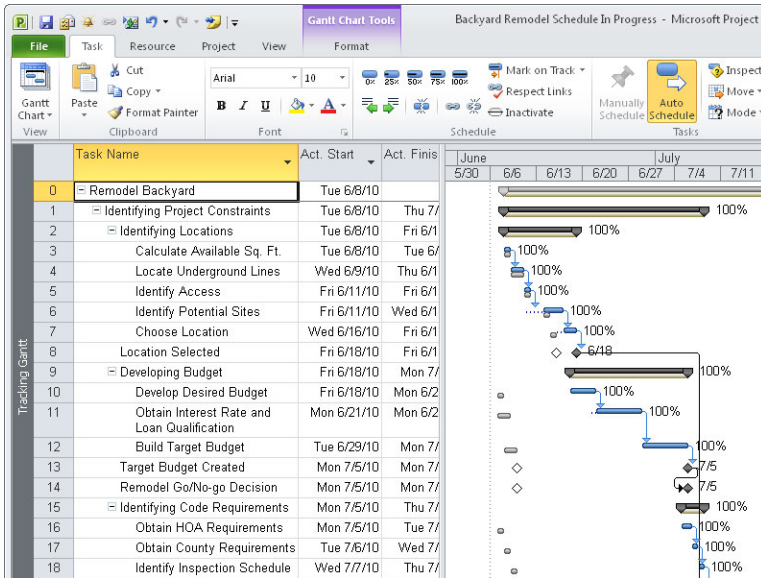 Gantt Chart Tools
Backyard Remodel Schedule In Progress - Microsoft Project
File Task Resource Project View Format
Cut
Copy
Format Painter
Paste
Gantt
Chart
Arial 10
B I U A
0% 25% 50% 75% 100%
Mark on Track
Respect Links
Inactivate
Manually
Schedule
Auto
Schedule
Inspect
Move
Mode
View Clipboard Font Schedule Tasks
Task Name Act. Start Act. Finis
June July
5/30 6/6 6/13 6/20 6/27 7/4 7/11
Tracking Gantt
0 Remodel Backyard Tue 6/8/10
1 Identifying Project Constraints Tue 6/8/10 Thu 7/ 100%
2 Identifying Locations Tue 6/8/10 Fri 6/1 100%
3 Calculate Available Sq. Ft. Tue 6/8/10 Tue 6/ 100%
4 Locate Underground Lines Wed 6/9/10 Thu 6/1 100%
5 Identify Access Fri 6/11/10 Fri 6/1 100%
6 Identify Potential Sites Fri 6/11/10 Wed 6/1 100%
7 Choose Location Wed 6/16/10 Fri 6/1 100%
8 Location Selected Fri 6/18/10 Fri 6/1 6/18
9 Developing Budget Fri 6/18/10 Mon 7/ 100%
10 Develop Desired Budget Fri 6/18/10 Mon 6/2 100%
11 Obtain Interest Rate and Mon 6/21/10 Mon 6/2 100%
Loan Qualification
12 Build Target Budget Tue 6/29/10 Mon 7/ 100%
13 Target Budget Created Mon 7/5/10 Mon 7/ 7/5
14 Remodel Go/No-go Decision Mon 7/5/10 Mon 7/ 7/5
15 Identifying Code Requirements Mon 7/5/10 Thu 7/ 100%
16 Obtain HOA Requirements Mon 7/5/10 Tue 7/ 100%
17 Obtain County Requirements Tue 7/6/10 Wed 7/ 100%
18 Identify Inspection Schedule Wed 7/7/10 Thu 7/ 100%